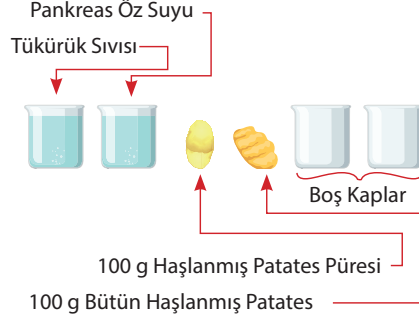 Pankreas Öz Suyu
Tükürük Sıvısı
Boş Kaplar
100 g Haşlanmış Patates Püresi
100 g Bütün Haşlanmış Patates